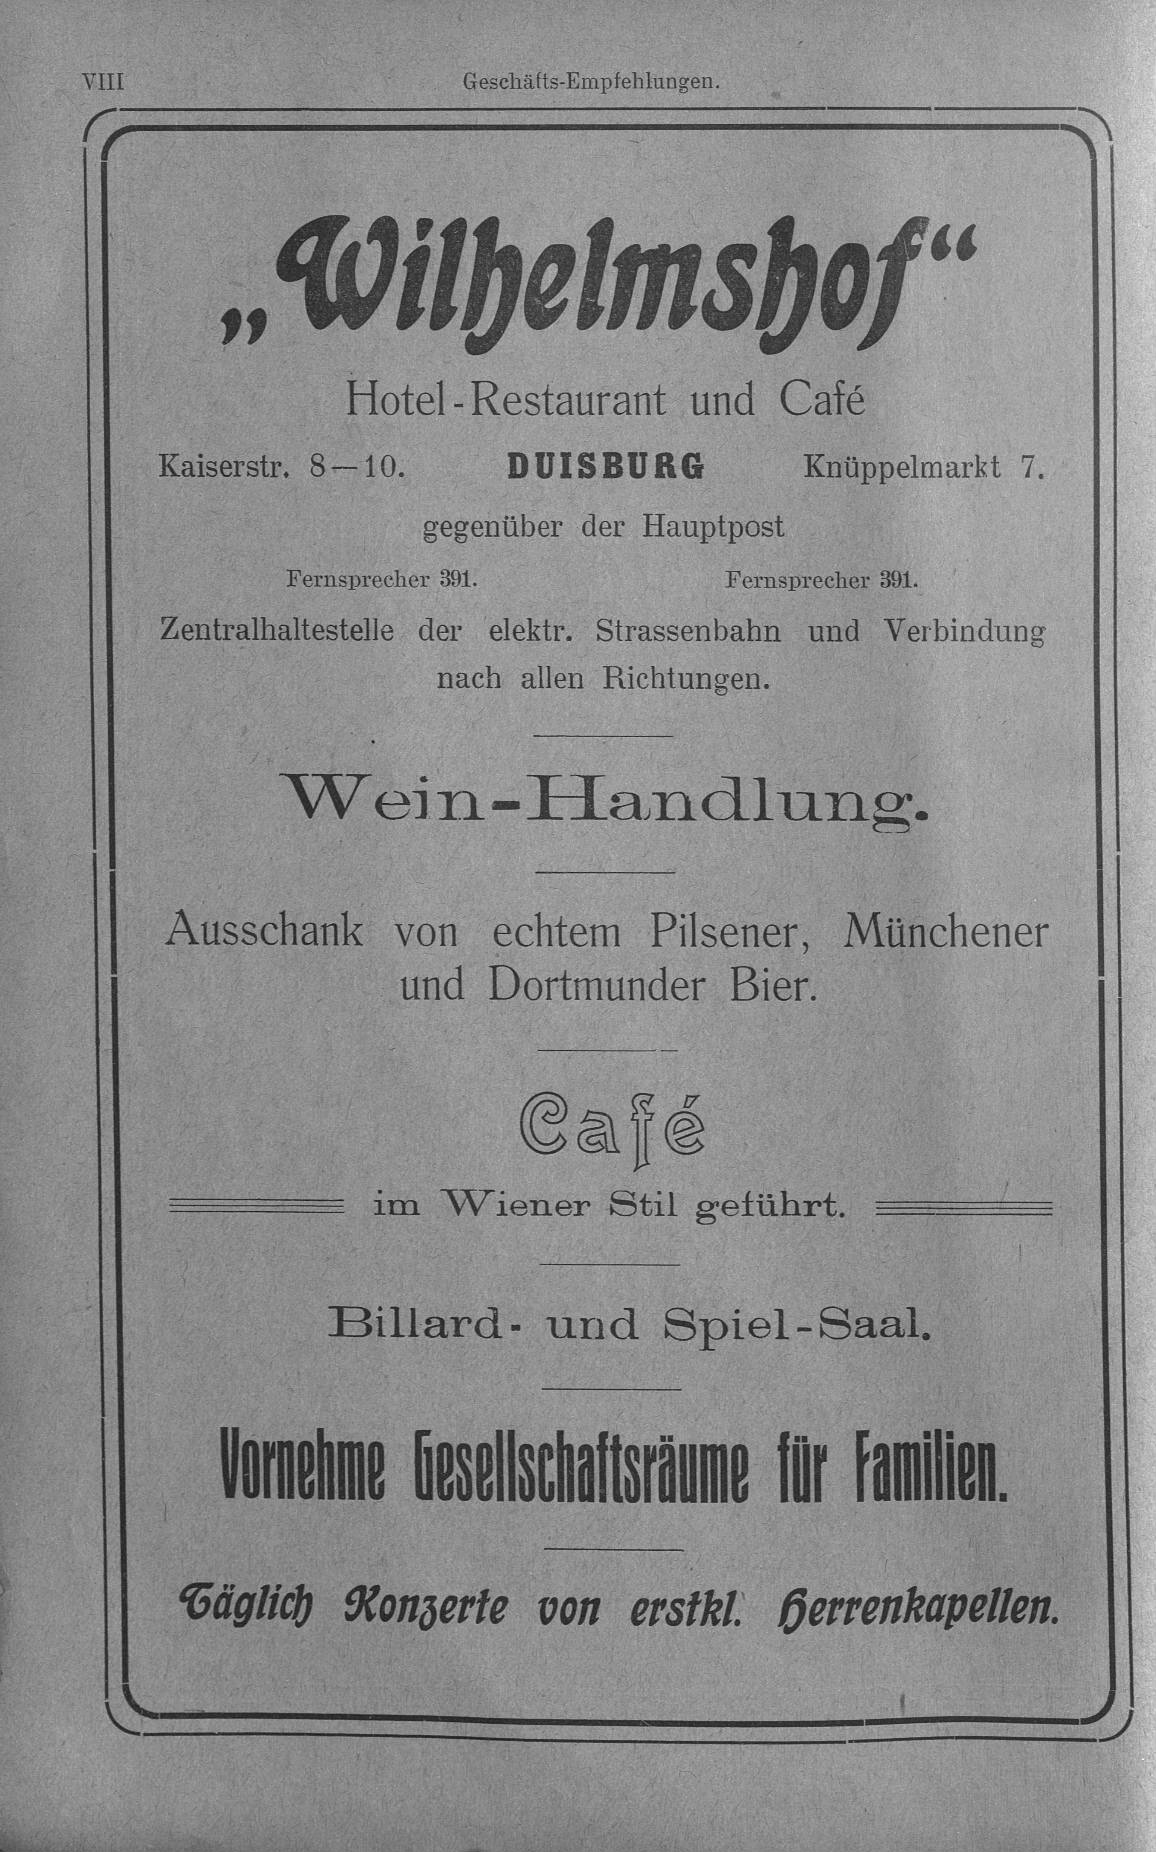 VIII
Geschäfts-Empfehlungen.
„Wilhelmshof“
Hotel-Restaurant und Café
Kaiserstr. 8—10. DUISBURG Knüppelmarkt 7.
gegenüber der Hauptpost
Fernsprecher 391. Fernsprecher 391.
Zentralhaltestelle der elektr. Strassenbahn und Verbindung
nach allen Richtungen.
Wein-Handlung.
Ausschank von echtem Pilsener, Münchener
und Dortmunder Bier.
Café
im Wiener Stil geführt.
Billard- und Spiel-Saal.
Vornehme Gesellschaftsräume für Familien.
Täglich Konzerte von erstkl. Herrenkapellen.